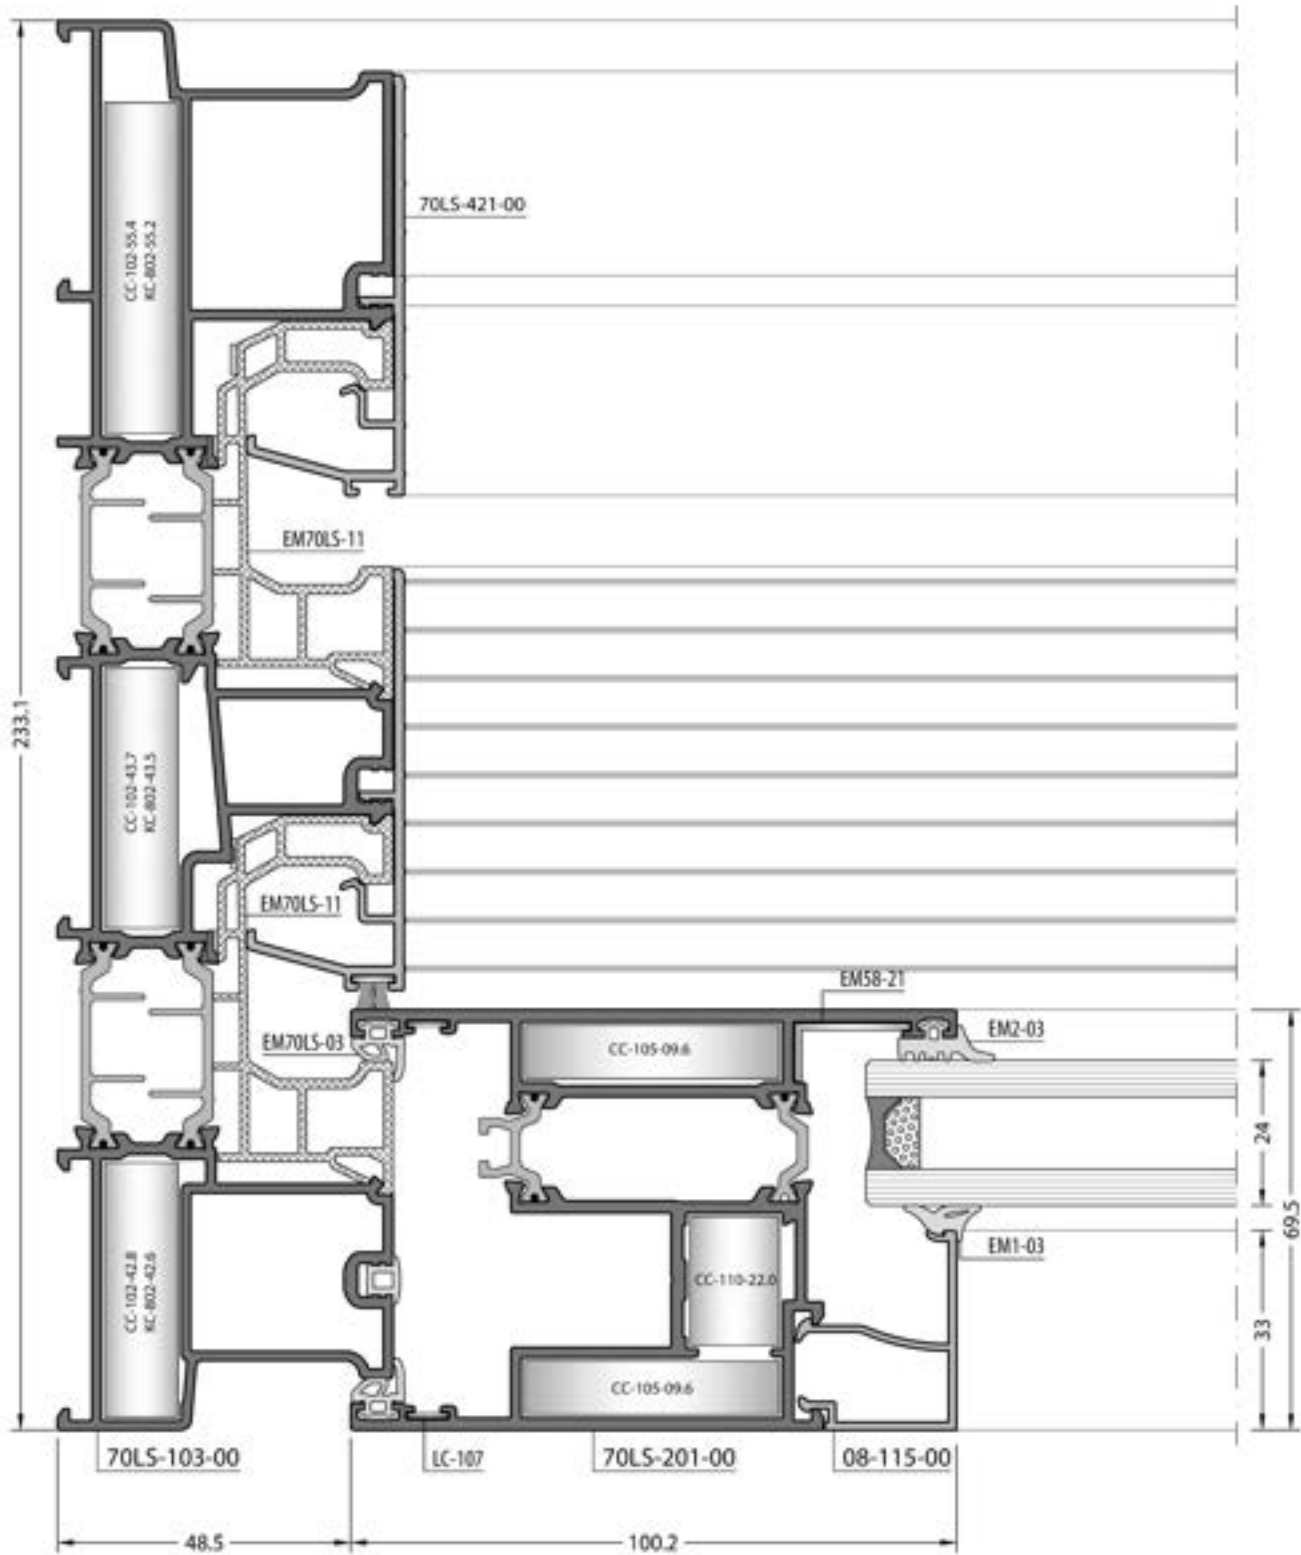 70LS-421-00
CC-102-55.4
KC-802-55.2
EM70LS-11
233.1
CC-102-43.7
KC-802-43.5
EM70LS-11
EM58-21
EM70LS-03
CC-105-09.6
EM2-03
24
69.5
EM1-03
CC-110-22.0
CC-102-42.8
KC-802-42.6
33
CC-105-09.6
70LS-103-00
LC-107
70LS-201-00
08-115-00
48.5
100.2